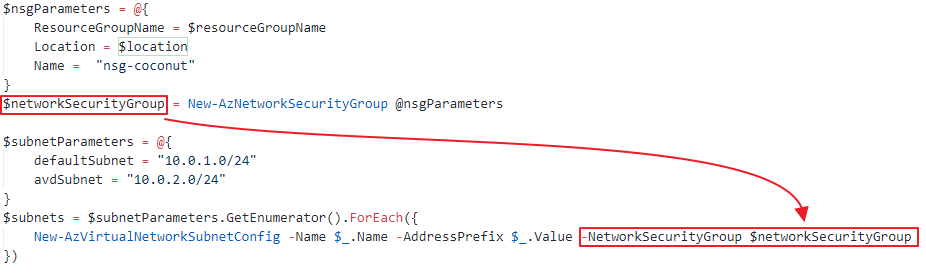 $nsgParameters = @{
    ResourceGroupName = $resourceGroupName
    Location = $location
    Name =  "nsg-coconut"
}
$networkSecurityGroup = New-AzNetworkSecurityGroup @nsgParameters

$subnetParameters = @{
    defaultSubnet = "10.0.1.0/24"
    avdSubnet = "10.0.2.0/24"
}
$subnets = $subnetParameters.GetEnumerator().ForEach({
    New-AzVirtualNetworkSubnetConfig -Name $_.Name -AddressPrefix $_.Value -NetworkSecurityGroup $networkSecurityGroup
})